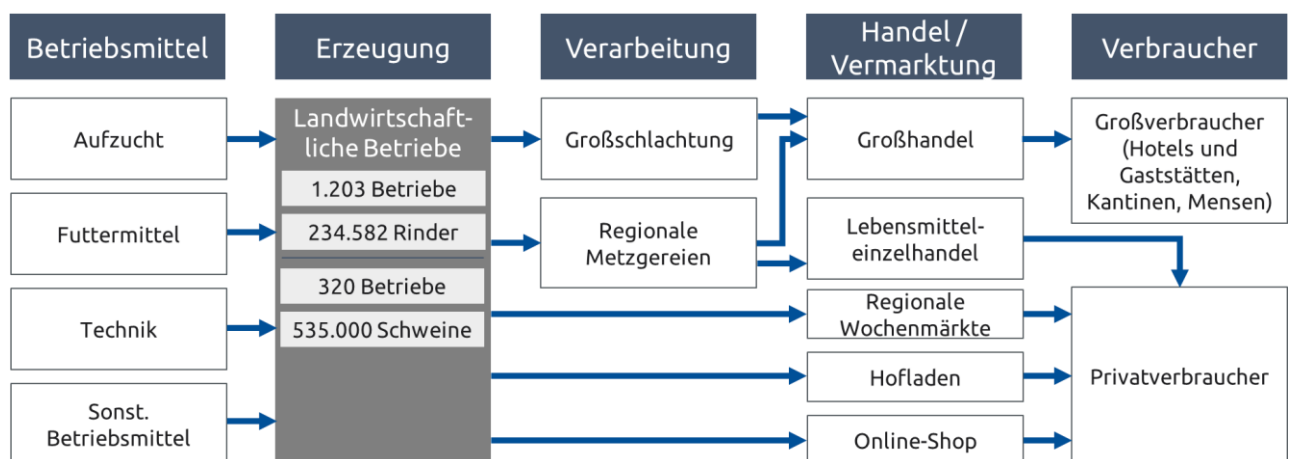 Betriebsmittel
Erzeugung
Verarbeitung
Handel /
Vermarktung
Verbraucher
Aufzucht
Futtermittel
Technik
Sonst.
Betriebsmittel
Landwirtschaft-
liche Betriebe
1.203 Betriebe
234.582 Rinder
320 Betriebe
535.000 Schweine
Großschlachtung
Regionale
Metzgereien
Großhandel
Lebensmittel-
einzelhandel
Regionale
Wochenmärkte
Hofladen
Online-Shop
Großverbraucher
(Hotels und
Gaststätten,
Kantinen, Mensen)
Privatverbraucher